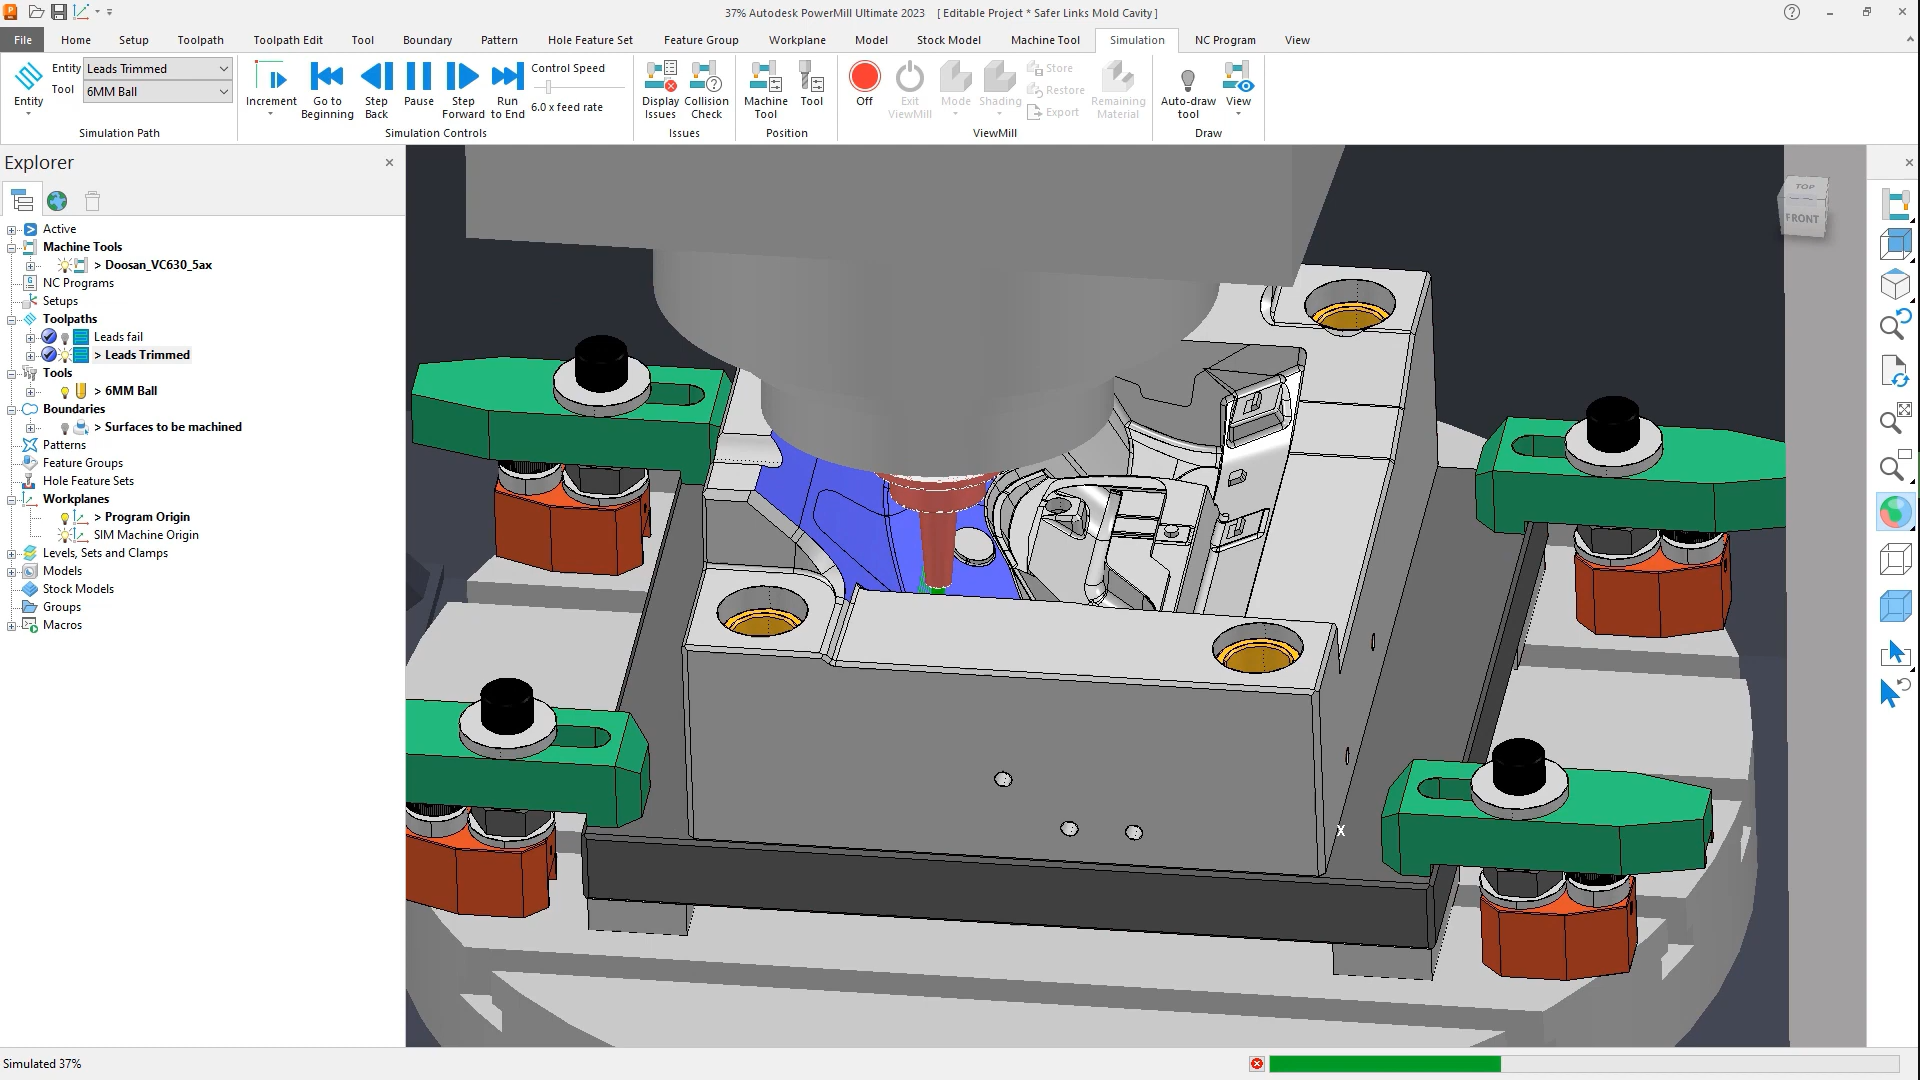 37% Autodesk PowerMill Ultimate 2023 [ Editable Project * Safer Links Mold Cavity ]
File Home Setup Toolpath Toolpath Edit Tool Boundary Pattern Hole Feature Set Feature Group Workplane Model Stock Model Machine Tool Simulation NC Program View
Entity
Entity Leads Trimmed
Tool 6MM Ball
Simulation Path
Increment
Go to Beginning
Step Back
Pause
Step Forward
Run to End
Control Speed
6.0 x feed rate
Simulation Controls
Display Issues
Collision Check
Issues
Machine Tool
Tool
Position
Off
Exit ViewMill
Mode
Shading
Store
Restore
Export
Remaining Material
ViewMill
Auto-draw tool
View
Draw
Explorer
Active
Machine Tools
> Doosan_VC630_5ax
NC Programs
Setups
Toolpaths
Leads fail
> Leads Trimmed
Tools
> 6MM Ball
Boundaries
> Surfaces to be machined
Patterns
Feature Groups
Hole Feature Sets
Workplanes
> Program Origin
SIM Machine Origin
Levels, Sets and Clamps
Models
Stock Models
Groups
Macros
TOP
FRONT
X
Simulated 37%